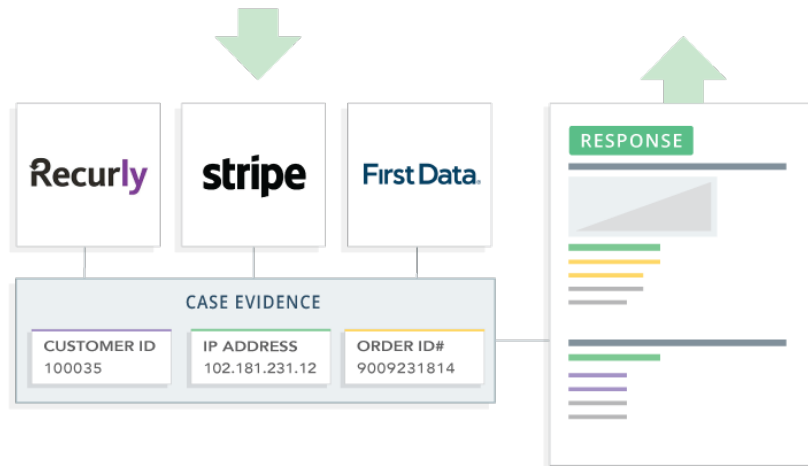 Recurly
stripe
First Data.
RESPONSE
CASE EVIDENCE
CUSTOMER ID
100035
IP ADDRESS
102.181.231.12
ORDER ID#
9009231814